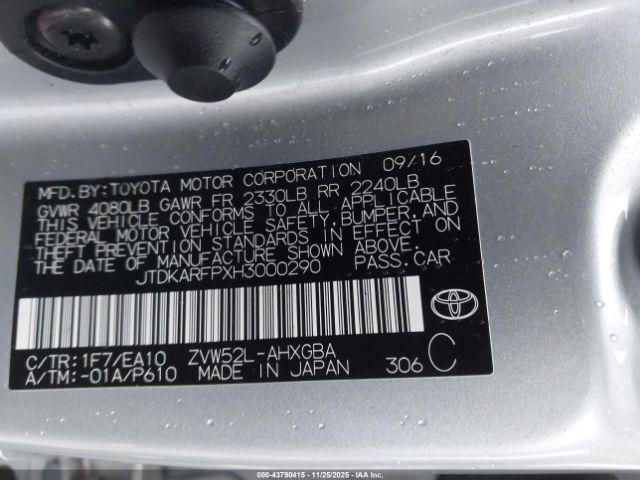 MFD. BY: TOYOTA MOTOR CORPORATION 09/16
GVWR 4080LB GAWR FR 2330LB RR 2240LB
THIS VEHICLE CONFORMS TO ALL APPLICABLE
FEDERAL MOTOR VEHICLE SAFETY, BUMPER, AND
THEFT PREVENTION STANDARDS IN EFFECT ON
THE DATE OF MANUFACTURE SHOWN ABOVE.
JTDKARFPXH3000290 PASS. CAR
C/TR: 1F7/EA10 ZVW52L-AHXGBA
A/TM: -01A/P610 MADE IN JAPAN 306 C
000-43790415 - 11/25/2025 - IAA Inc.